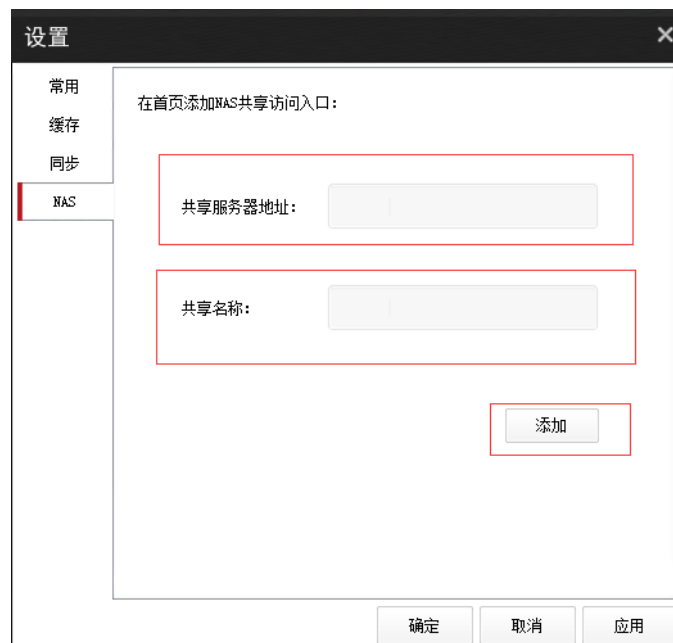 设置
常用
缓存
同步
NAS
在首页添加NAS共享访问入口:
共享服务器地址:
共享名称:
添加
确定
取消
应用